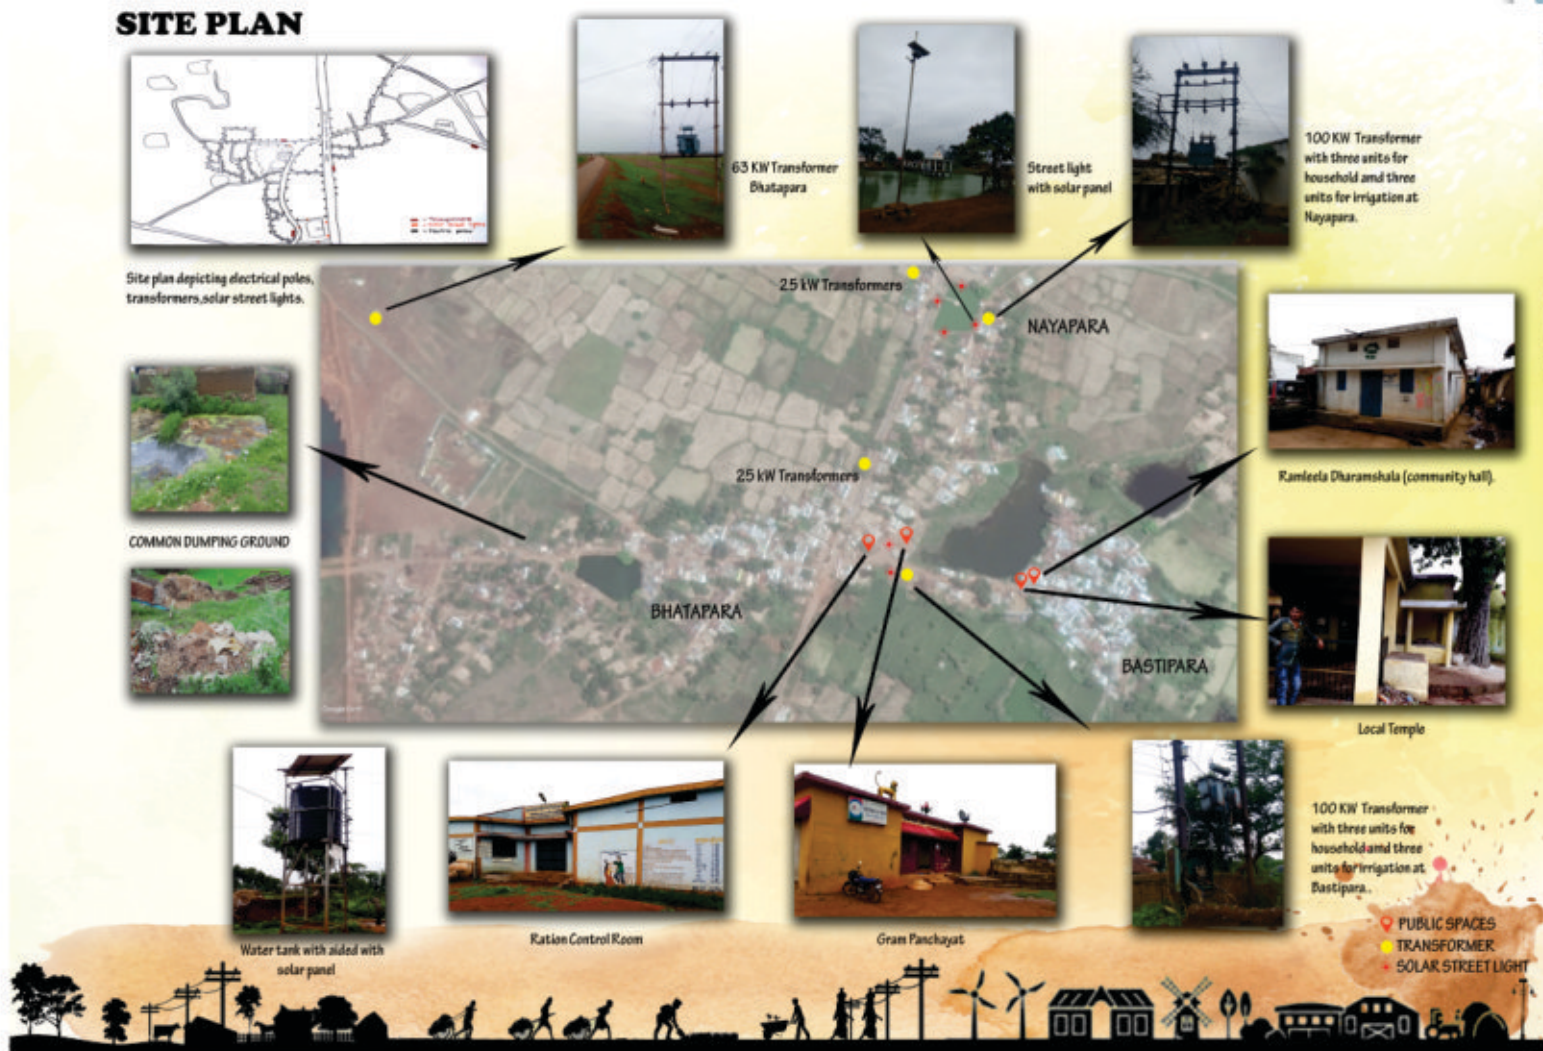 SITE PLAN
63 KW Transformer
Bhatapara
Street light
with solar panel
100 KW Transformer
with three units for
household amd three
units for irrigation at
Nayapara.
Site plan depicting electrical poles,
transformers,solar street lights.
25 kW Transformers
NAYAPARA
25 kW Transformers
Ramleela Dharamshala (community hall).
COMMON DUMPING GROUND
BHATAPARA
BASTIPARA
Local Temple
Water tank with aided with
solar panel
Ration Control Room
Gram Panchayat
100 KW Transformer
with three units for
household amd three
units for irrigation at
Bastipara..
PUBLIC SPACES
TRANSFORMER
SOLAR STREET LIGHT